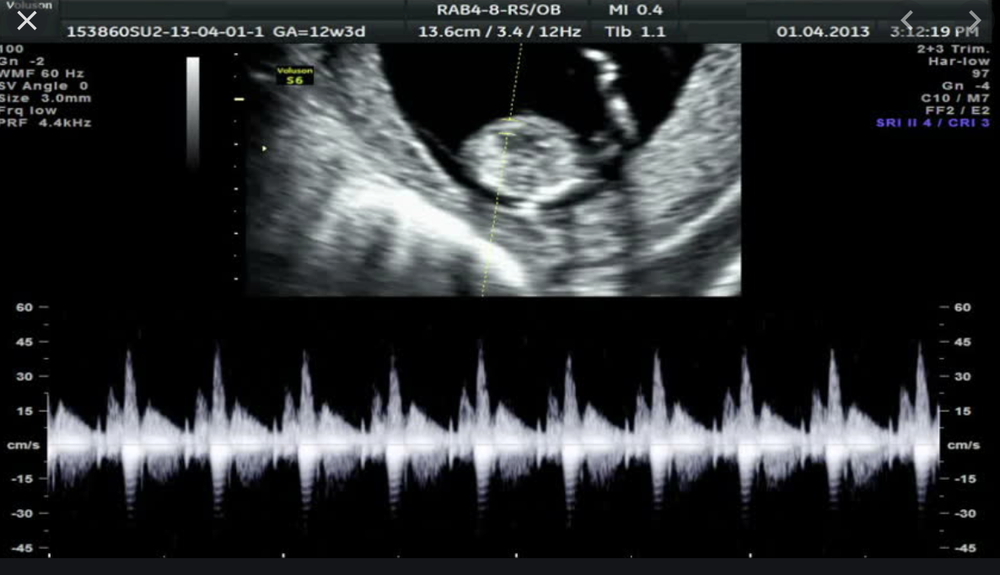 Voluson
RAB4-8-RS/OB MI 0.4
153860SU2-13-04-01-1 GA=12w3d 13.6cm / 3.4 / 12Hz TIb 1.1 01.04.2013 3:12:19 PM
100
Gn -2
WMF 60 Hz
SV Angle 0
Size 3.0mm
Frq low
PRF 4.4kHz
Voluson
S6
2+3 Trim.
Har-low
97
Gn -4
C10 / M7
FF2 / E2
SRI II 4 / CRI 3
60 60
45 45
30 30
15 15
cm/s cm/s
-15 -15
-30 -30
-45 -45